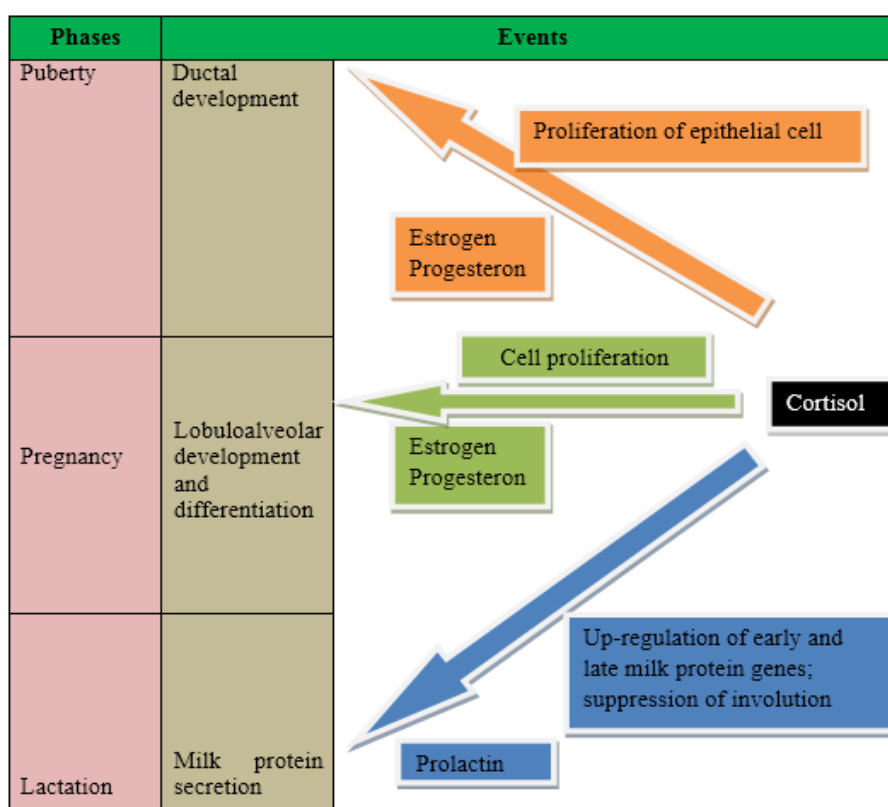 Phases
Events
Puberty
Ductal
development
Proliferation of epithelial cell
Estrogen
Progesteron
Cell proliferation
Cortisol
Pregnancy
Lobuloalveolar
development
and
differentiation
Estrogen
Progesteron
Up-regulation of early and
late milk protein genes;
suppression of involution
Lactation
Milk protein
secretion
Prolactin